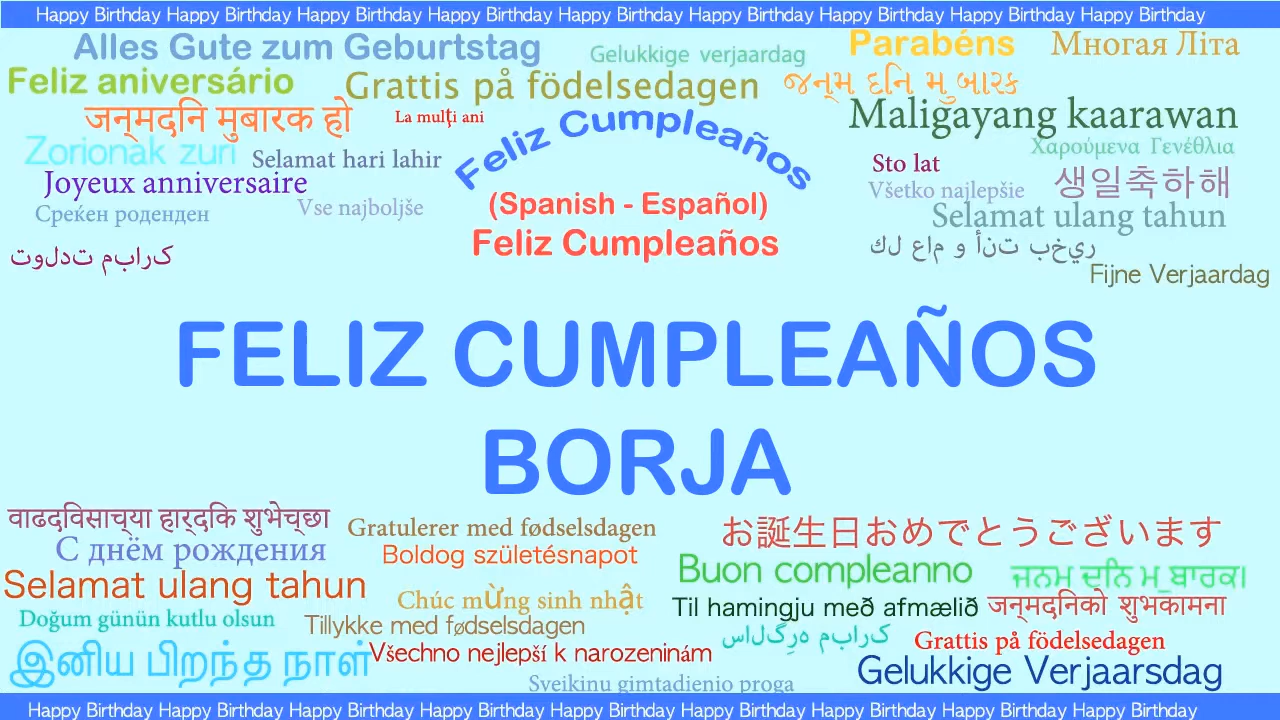 Happy Birthday Happy Birthday Happy Birthday Happy Birthday Happy Birthday Happy Birthday Happy Birthday Happy Birthday Happy Birthday
Alles Gute zum Geburtstag
Gelukkige verjaardag
Parabéns
Многая Літа
Feliz aniversário
Grattis på födelsedagen
જન્મ દિન મુબારક
जन्मदिन मुबारक हो
La mulţi ani
Feliz Cumpleaños
Maligayang kaarawan
Zorionak zuri
Selamat hari lahir
Sto lat
Χαρούμενα Γενέθλια
Joyeux anniversaire
(Spanish - Español)
Všetko najlepšie
생일축하해
Среќен роденден
Vse najboljše
Feliz Cumpleaños
Selamat ulang tahun
تولدت مبارک
كل عام و أنت بخير
Fijne Verjaardag
FELIZ CUMPLEAÑOS
BORJA
वाढदिवसाच्या हार्दिक शुभेच्छा
Gratulerer med fødselsdagen
お誕生日おめでとうございます
С днём рождения
Boldog születésnapot
Buon compleanno
ਜਨਮ ਦਿਨ ਮੁਬਾਰਕ।
Selamat ulang tahun
Chúc mừng sinh nhật
Til hamingju með afmælið
जन्मदिनको शुभकामना
Doğum günün kutlu olsun
Tillykke med fødselsdagen
سالگرہ مبارک
Grattis på födelsedagen
இனிய பிறந்த நாள்
Všechno nejlepší k narozeninám
Gelukkige Verjaarsdag
Sveikinu gimtadienio proga
Happy Birthday Happy Birthday Happy Birthday Happy Birthday Happy Birthday Happy Birthday Happy Birthday Happy Birthday Happy Birthday